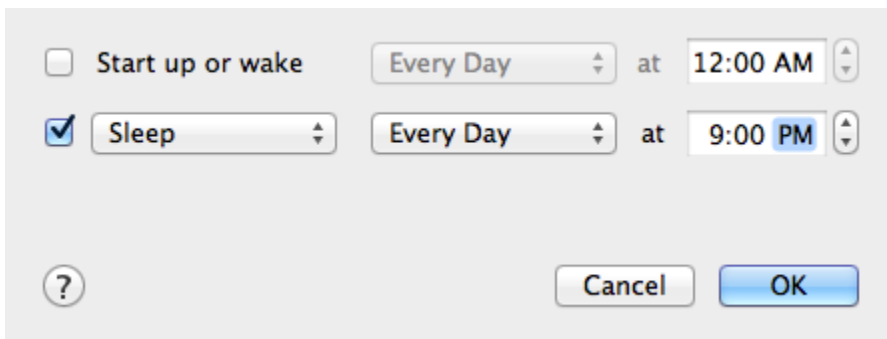 Start up or wake Every Day at 12:00 AM
Sleep Every Day at 9:00 PM
? Cancel OK